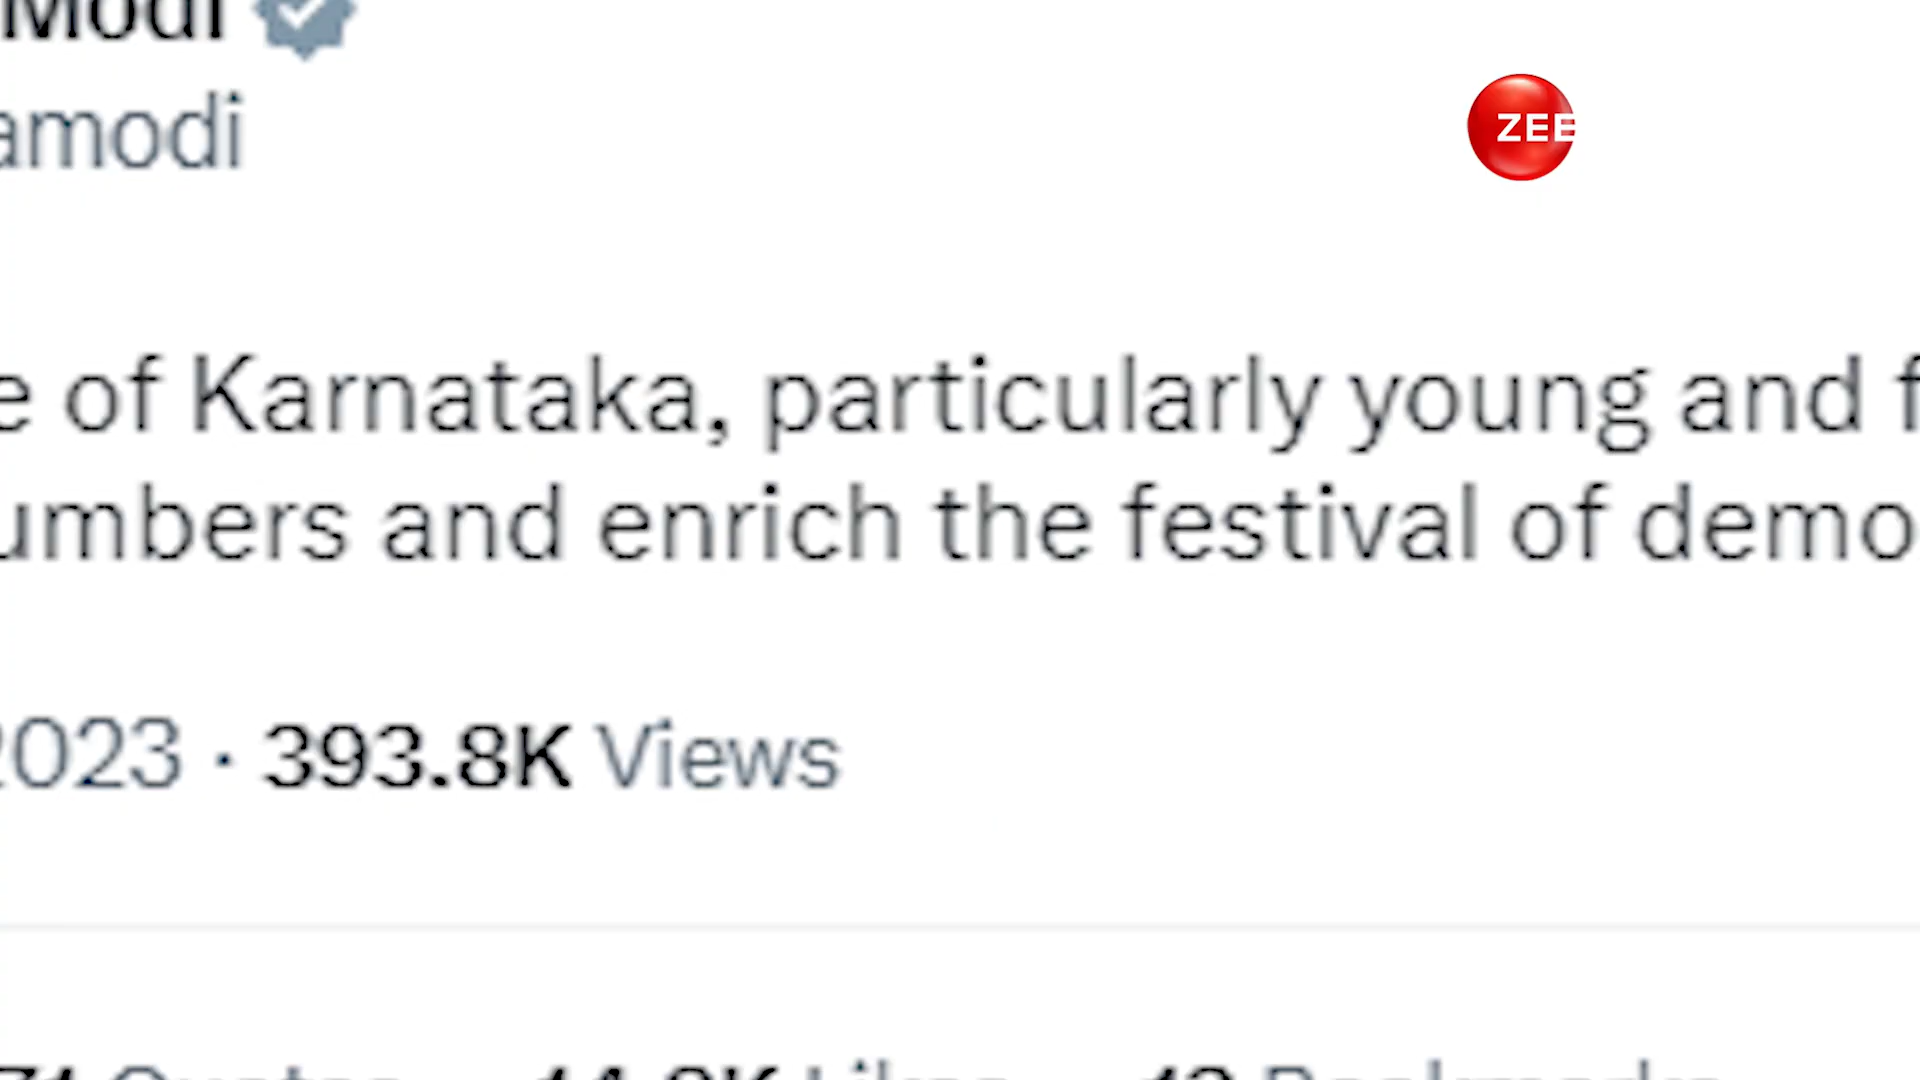 Modi
amodi
ZEE
e of Karnataka, particularly young and f
umbers and enrich the festival of demo
2023 · 393.8K Views